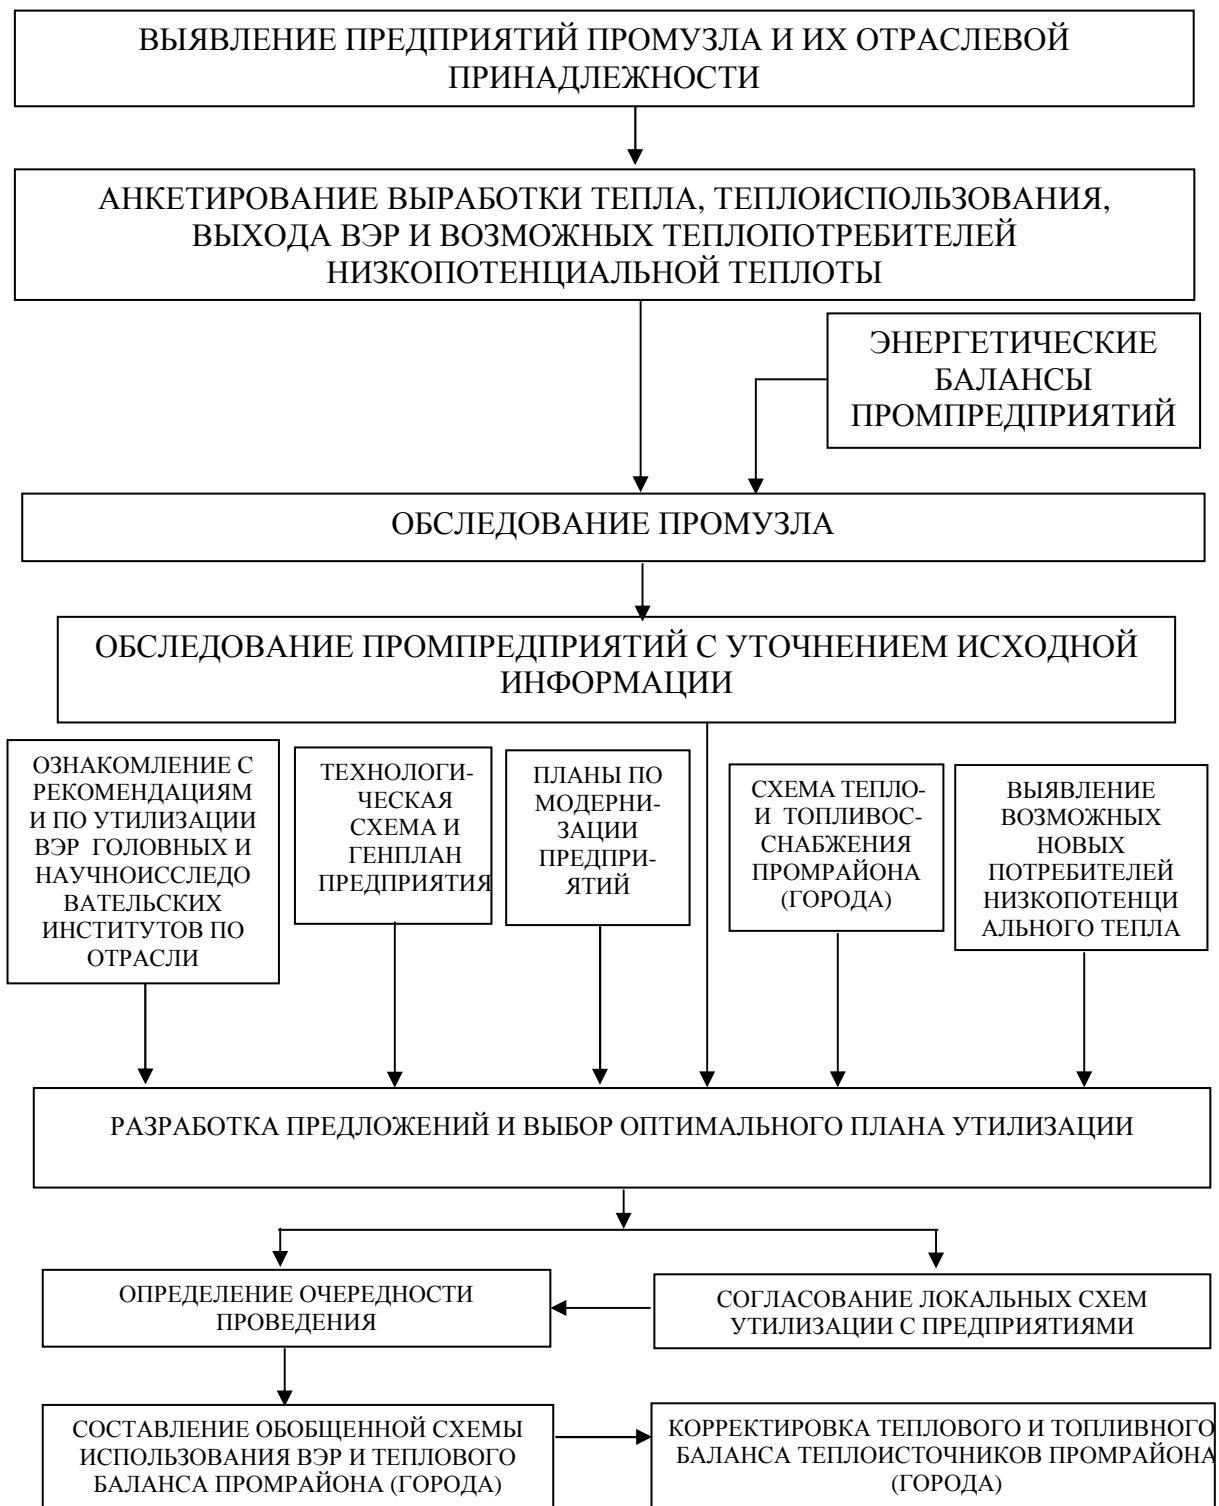 ВЫЯВЛЕНИЕ ПРЕДПРИЯТИЙ ПРОМУЗЛА И ИХ ОТРАСЛЕВОЙ
ПРИНАДЛЕЖНОСТИ
АНКЕТИРОВАНИЕ ВЫРАБОТКИ ТЕПЛА, ТЕПЛОИСПОЛЬЗОВАНИЯ,
ВЫХОДА ВЭР И ВОЗМОЖНЫХ ТЕПЛОПОТРЕБИТЕЛЕЙ
НИЗКОПОТЕНЦИАЛЬНОЙ ТЕПЛОТЫ
ЭНЕРГЕТИЧЕСКИЕ
БАЛАНСЫ
ПРОМПРЕДПРИЯТИЙ
ОБСЛЕДОВАНИЕ ПРОМУЗЛА
ОБСЛЕДОВАНИЕ ПРОМПРЕДПРИЯТИЙ С УТОЧНЕНИЕМ ИСХОДНОЙ
ИНФОРМАЦИИ
ОЗНАКОМЛЕНИЕ С
РЕКОМЕНДАЦИЯМ
И ПО УТИЛИЗАЦИИ
ВЭР ГОЛОВНЫХ И
НАУЧНОИССЛЕДО
ВАТЕЛЬСКИХ
ИНСТИТУТОВ ПО
ОТРАСЛИ
ТЕХНОЛОГИ-
ЧЕСКАЯ
СХЕМА И
ГЕНПЛАН
ПРЕДПРИЯТИЯ
ПЛАНЫ ПО
МОДЕРНИ-
ЗАЦИИ
ПРЕДПРИ-
ЯТИЙ
СХЕМА ТЕПЛО-
И ТОПЛИВОС-
СНАБЖЕНИЯ
ПРОМРАЙОНА
(ГОРОДА)
ВЫЯВЛЕНИЕ
ВОЗМОЖНЫХ
НОВЫХ
ПОТРЕБИТЕЛЕЙ
НИЗКОПОТЕНЦИ
АЛЬНОГО ТЕПЛА
РАЗРАБОТКА ПРЕДЛОЖЕНИЙ И ВЫБОР ОПТИМАЛЬНОГО ПЛАНА УТИЛИЗАЦИИ
ОПРЕДЕЛЕНИЕ ОЧЕРЕДНОСТИ
ПРОВЕДЕНИЯ
СОГЛАСОВАНИЕ ЛОКАЛЬНЫХ СХЕМ
УТИЛИЗАЦИИ С ПРЕДПРИЯТИЯМИ
СОСТАВЛЕНИЕ ОБОБЩЕННОЙ СХЕМЫ
ИСПОЛЬЗОВАНИЯ ВЭР И ТЕПЛОВОГО
БАЛАНСА ПРОМРАЙОНА (ГОРОДА)
КОРРЕКТИРОВКА ТЕПЛОВОГО И ТОПЛИВНОГО
БАЛАНСА ТЕПЛОИСТОЧНИКОВ ПРОМРАЙОНА
(ГОРОДА)